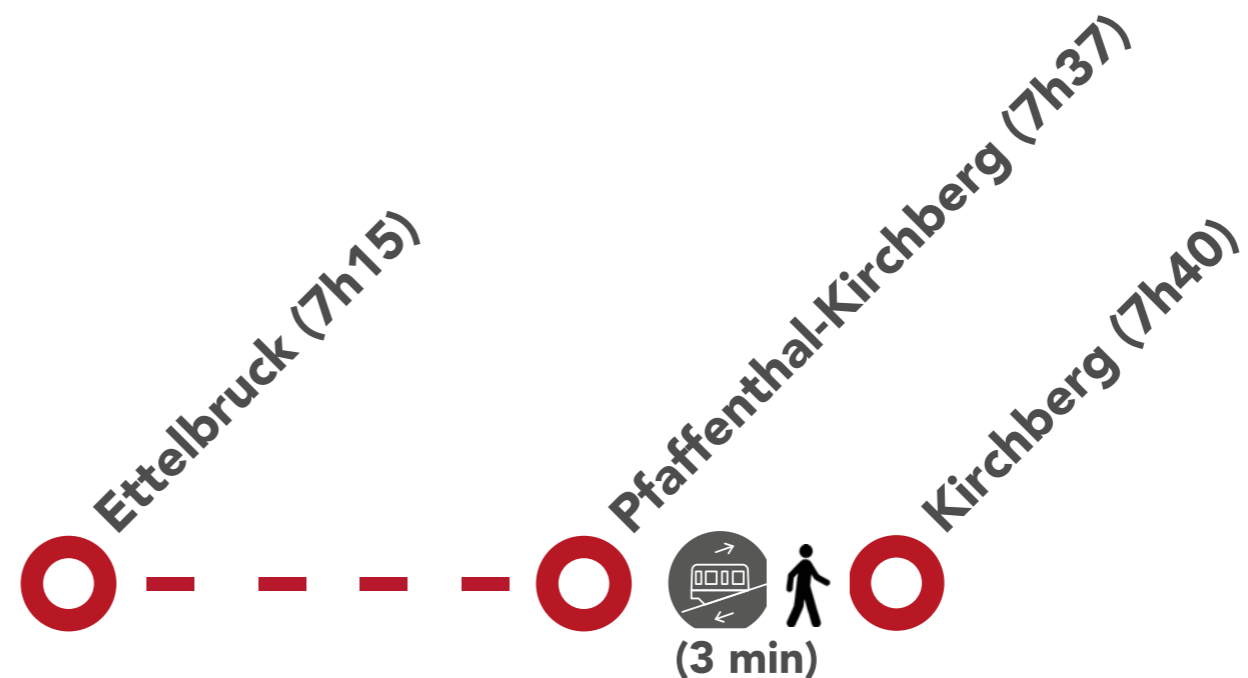 Ettelbruck (7h15)
Pfaffenthal-Kirchberg (7h37)
Kirchberg (7h40)
(3 min)